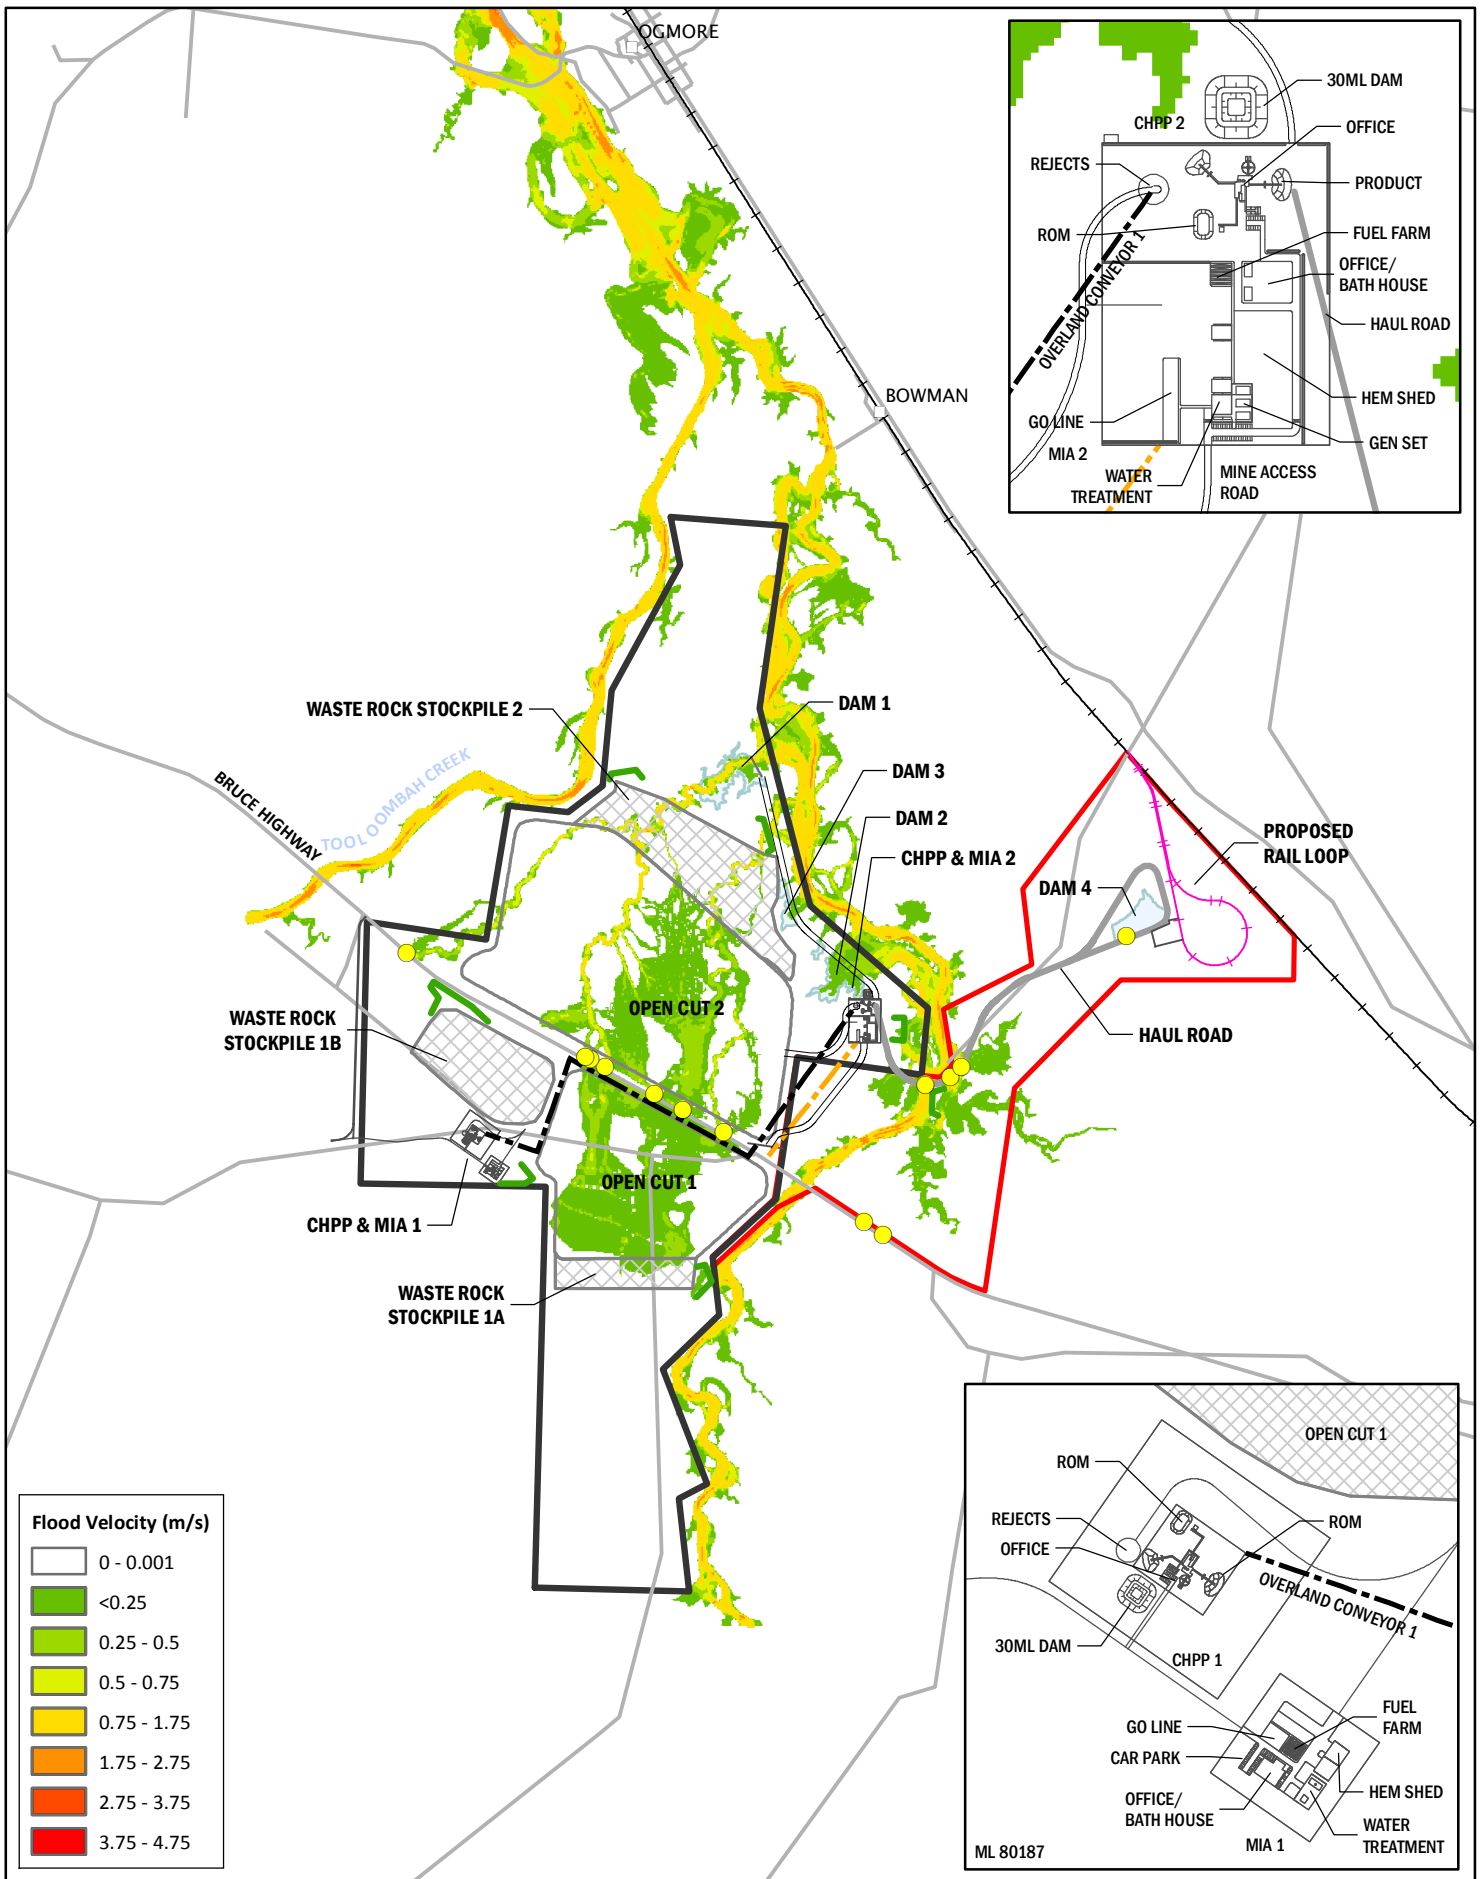 OGMORE
BOWMAN
30ML DAM
CHPP 2
OFFICE
REJECTS
PRODUCT
ROM
FUEL FARM
OVERLAND CONVEYOR 1
OFFICE/
BATH HOUSE
HAUL ROAD
HEM SHED
GO LINE
GEN SET
MIA 2
WATER
TREATMENT
MINE ACCESS
ROAD
WASTE ROCK STOCKPILE 2
DAM 1
TOOLOOMBAH CREEK
BRUCE HIGHWAY
DAM 3
DAM 2
CHPP & MIA 2
PROPOSED
RAIL LOOP
DAM 4
WASTE ROCK
STOCKPILE 1B
OPEN CUT 2
HAUL ROAD
OPEN CUT 1
CHPP & MIA 1
WASTE ROCK
STOCKPILE 1A
OPEN CUT 1
ROM
REJECTS
ROM
OFFICE
OVERLAND CONVEYOR 1
30ML DAM
CHPP 1
FUEL
FARM
GO LINE
CAR PARK
HEM SHED
OFFICE/
BATH HOUSE
WATER
TREATMENT
MIA 1
ML 80187
Flood Velocity (m/s)
0 - 0.001
<0.25
0.25 - 0.5
0.5 - 0.75
0.75 - 1.75
1.75 - 2.75
2.75 - 3.75
3.75 - 4.75